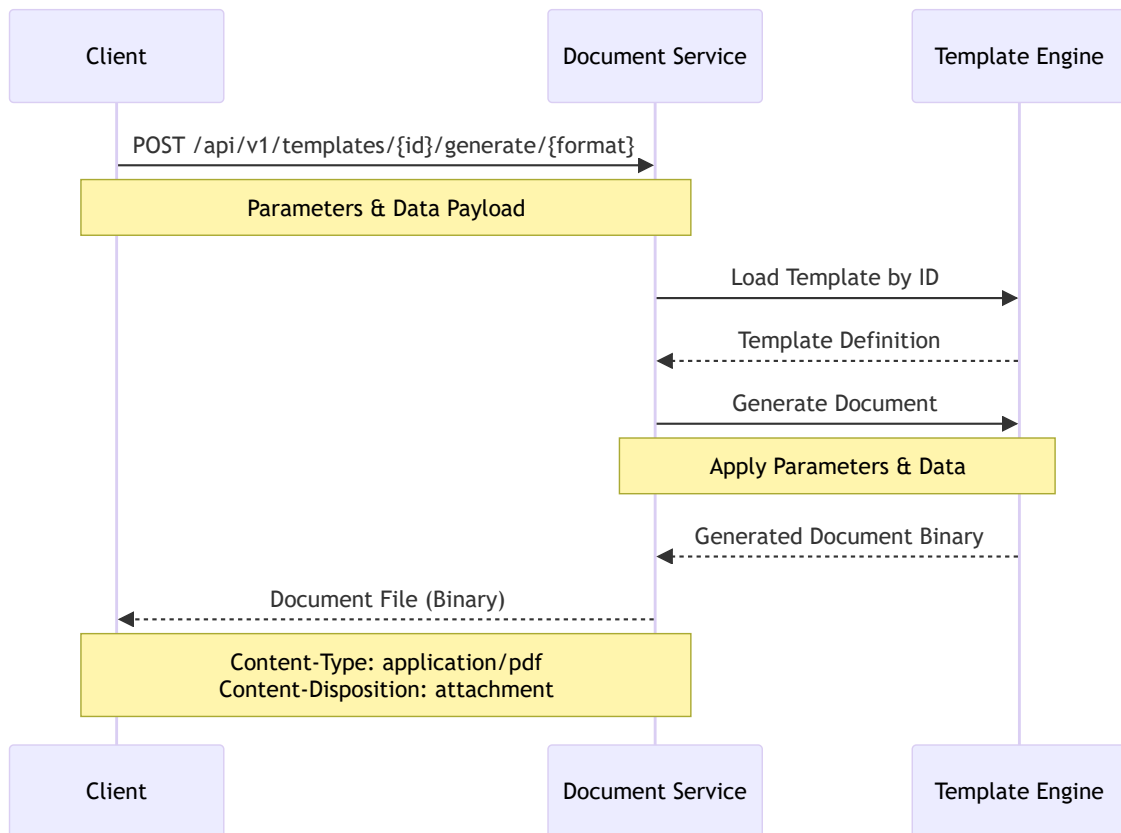 Client
Document Service
Template Engine
POST /api/v1/templates/{id}/generate/{format}
Parameters & Data Payload
Load Template by ID
Template Definition
Generate Document
Apply Parameters & Data
Generated Document Binary
Document File (Binary)
Content-Type: application/pdf
Content-Disposition: attachment
Client
Document Service
Template Engine